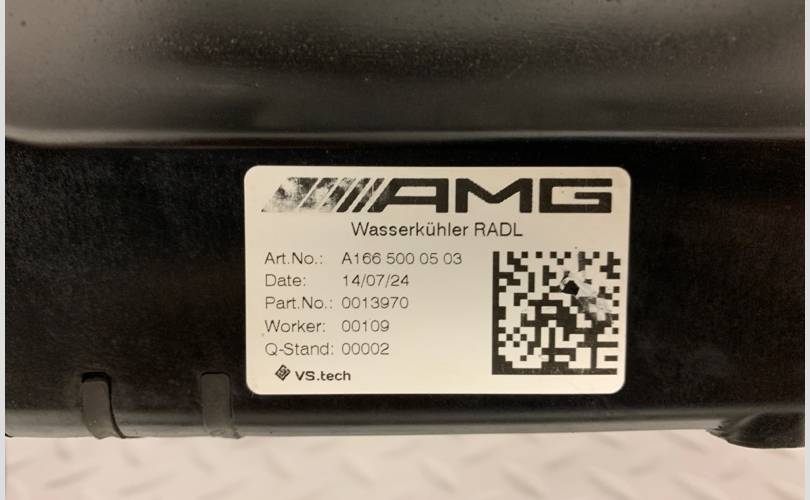 AMG
Wasserkühler RADL
Art.No.: A166 500 05 03
Date: 14/07/24
Part.No.: 0013970
Worker: 00109
Q-Stand: 00002
VS.tech